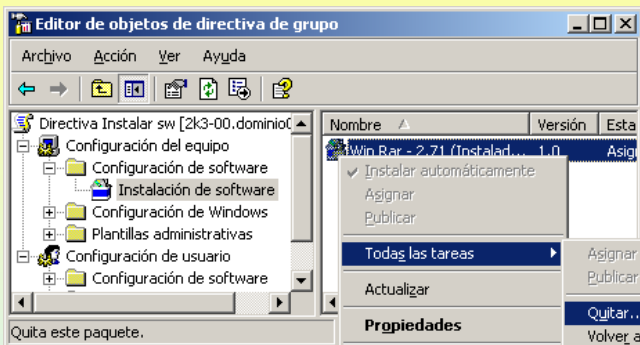 Editor de objetos de directiva de grupo
Archivo Acción Ver Ayuda
Directiva Instalar sw [2k3-00.dominio
Configuración del equipo
Configuración de software
Instalación de software
Configuración de Windows
Plantillas administrativas
Configuración de usuario
Configuración de software
Nombre Versión Esta
Win Rar - 2.71 (Instalad... 1.0 Asig
Instalar automáticamente
Asignar
Publicar
Todas las tareas
Actualizar
Propiedades
Asignar
Publicar
Quitar..
Volver a
Quita este paquete.